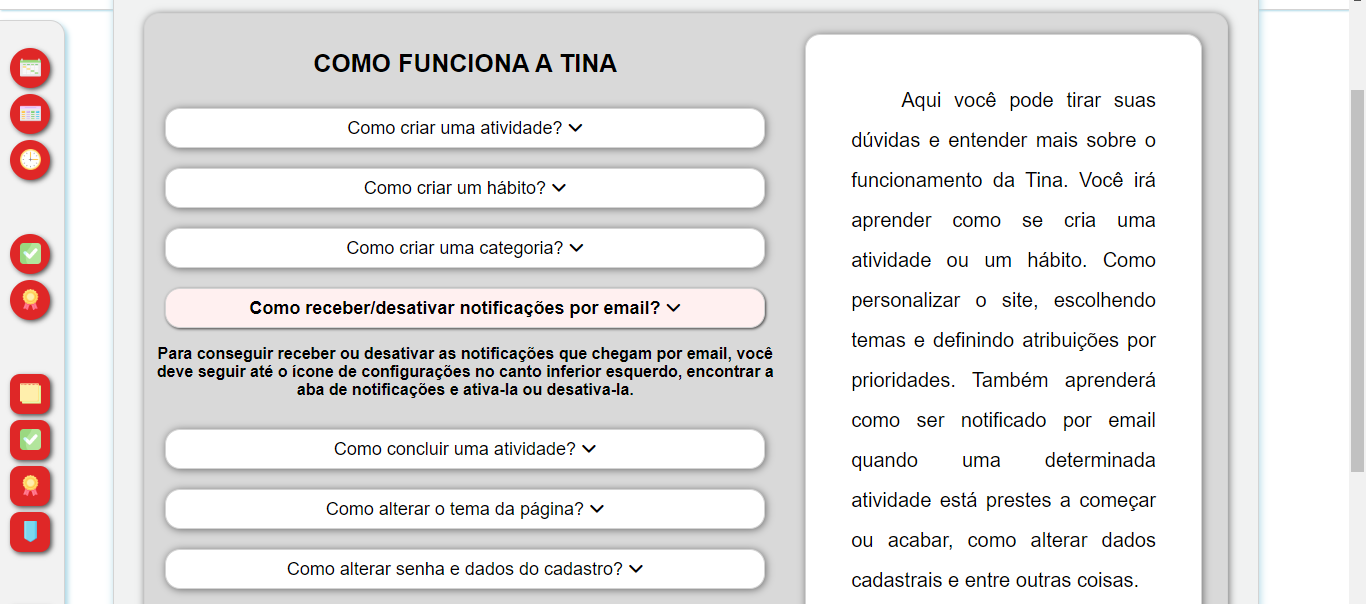 COMO FUNCIONA A TINA
Como criar uma atividade?
Como criar um hábito?
Como criar uma categoria?
Como receber/desativar notificações por email?
Para conseguir receber ou desativar as notificações que chegam por email, você
deve seguir até o ícone de configurações no canto inferior esquerdo, encontrar a
aba de notificações e ativa-la ou desativa-la.
Como concluir uma atividade?
Como alterar o tema da página?
Como alterar senha e dados do cadastro?
Aqui você pode tirar suas
dúvidas e entender mais sobre o
funcionamento da Tina. Você irá
aprender como se cria uma
atividade ou um hábito. Como
personalizar o site, escolhendo
temas e definindo atribuições por
prioridades. Também aprenderá
como ser notificado por email
quando uma determinada
atividade está prestes a começar
ou acabar, como alterar dados
cadastrais e entre outras coisas.